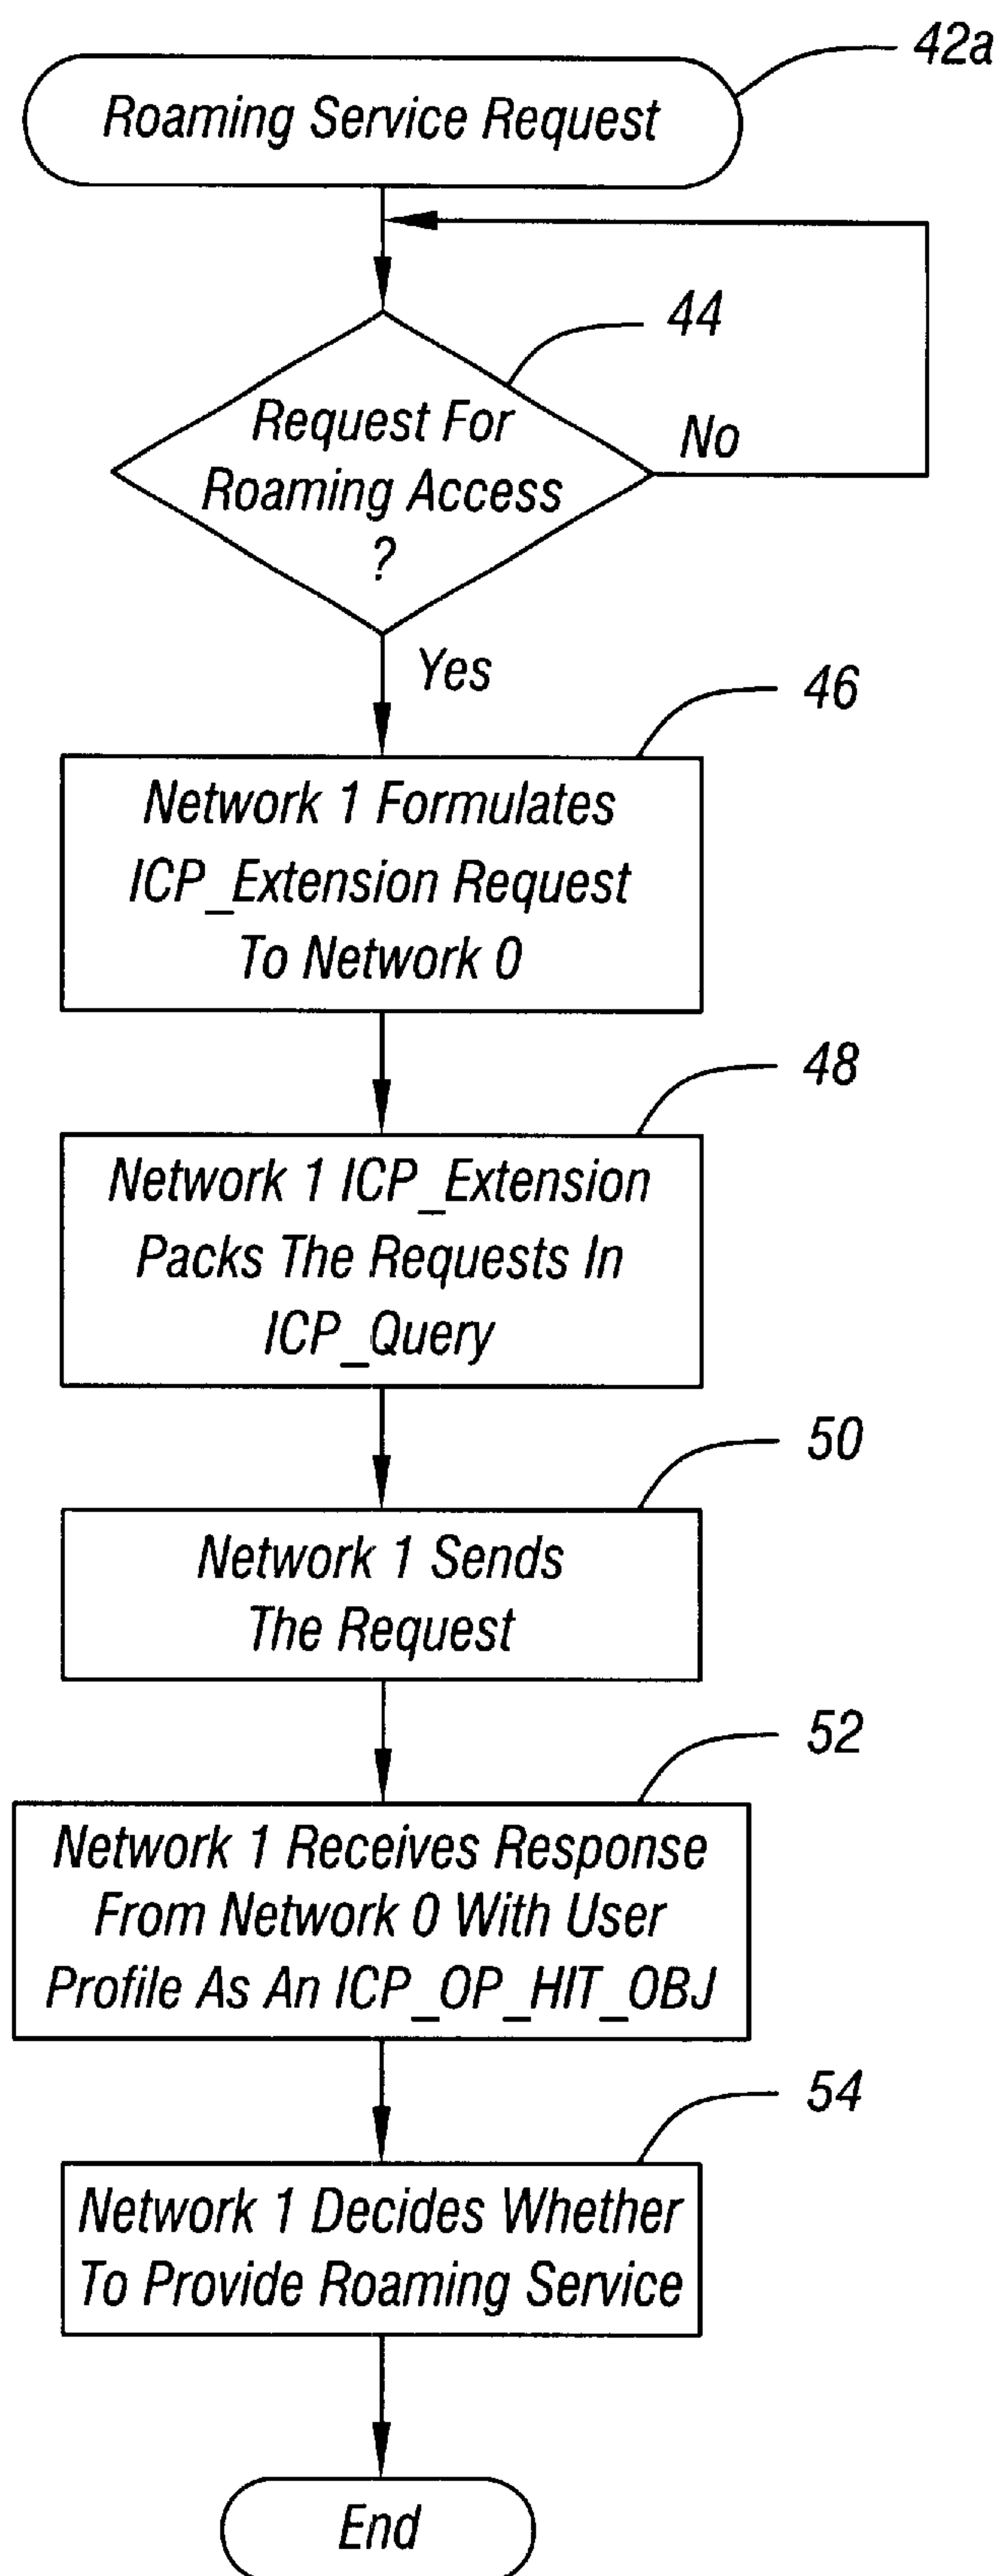 42a
Roaming Service Request
44
Request For
Roaming Access
?
No
Yes
46
Network 1 Formulates
ICP_Extension Request
To Network 0
48
Network 1 ICP_Extension
Packs The Requests In
ICP_Query
50
Network 1 Sends
The Request
52
Network 1 Receives Response
From Network 0 With User
Profile As An ICP_OP_HIT_OBJ
54
Network 1 Decides Whether
To Provide Roaming Service
End